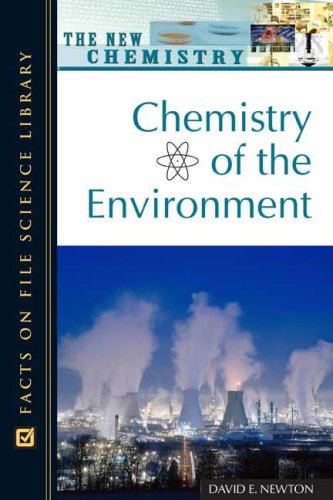 THE NEW
CHEMISTRY
Chemistry
of the
Environment
FACTS ON FILE SCIENCE LIBRARY
DAVID E. NEWTON